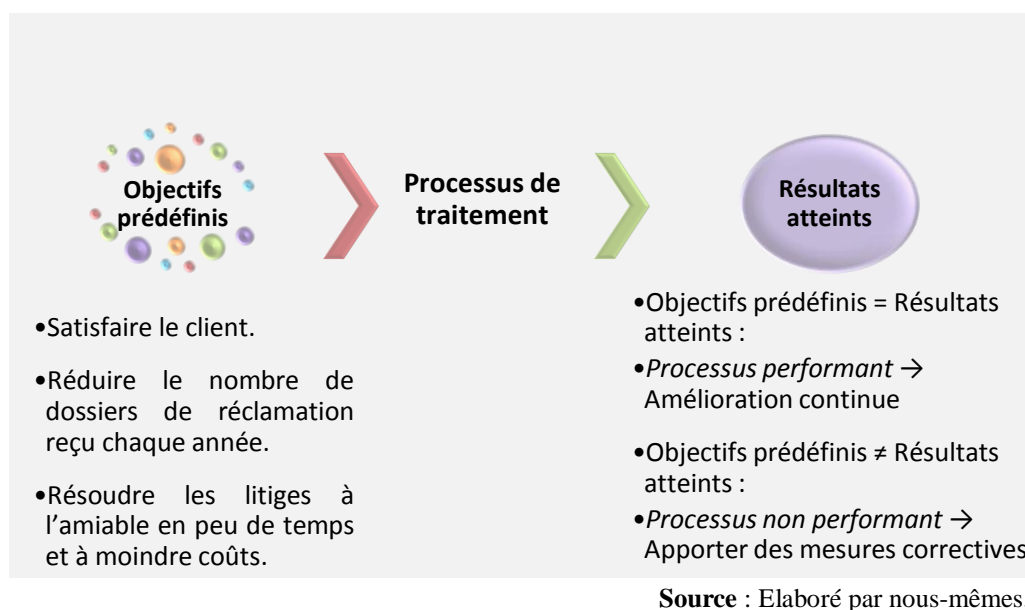 Objectifs
prédéfinis
Processus de
traitement
Résultats
atteints
•Satisfaire le client.
•Réduire le nombre de
dossiers de réclamation
reçu chaque année.
•Résoudre les litiges à
l’amiable en peu de temps
et à moindre coûts.
•Objectifs prédéfinis = Résultats
atteints :
•Processus performant →
Amélioration continue
•Objectifs prédéfinis ≠ Résultats
atteints :
•Processus non performant →
Apporter des mesures correctives
Source : Elaboré par nous-mêmes.